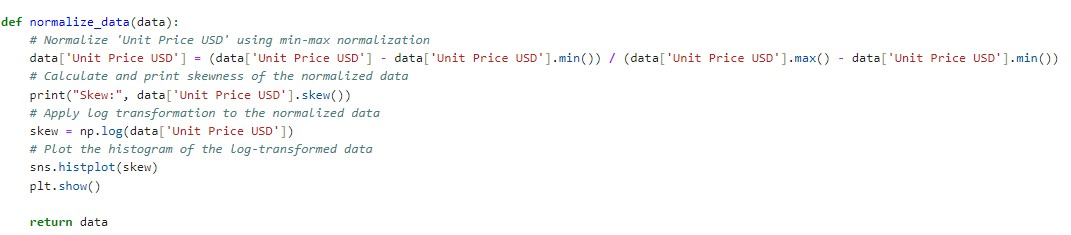 def normalize_data(data):
    # Normalize 'Unit Price USD' using min-max normalization
    data['Unit Price USD'] = (data['Unit Price USD'] - data['Unit Price USD'].min()) / (data['Unit Price USD'].max() - data['Unit Price USD'].min())
    # Calculate and print skewness of the normalized data
    print("Skew:", data['Unit Price USD'].skew())
    # Apply log transformation to the normalized data
    skew = np.log(data['Unit Price USD'])
    # Plot the histogram of the log-transformed data
    sns.histplot(skew)
    plt.show()

    return data